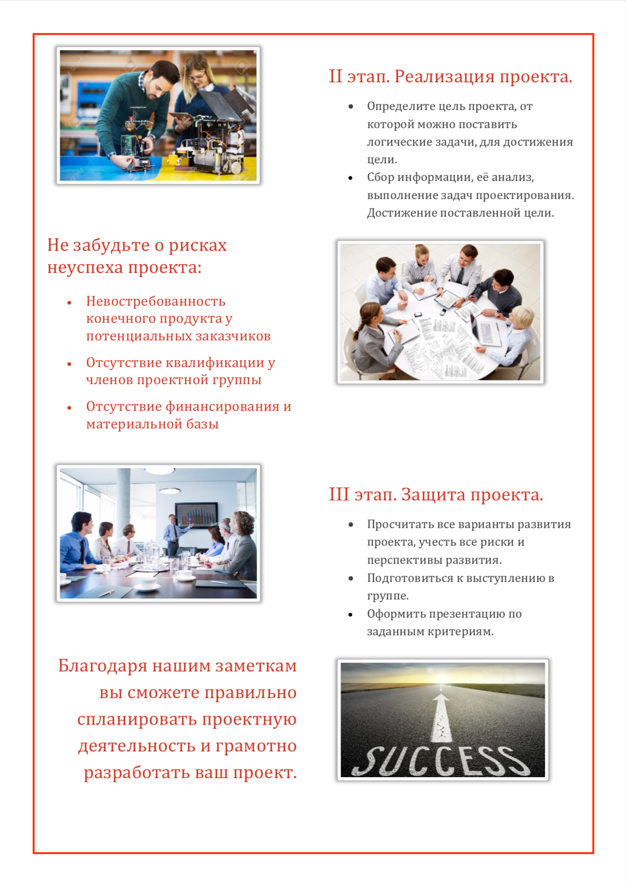 Не забудьте о рисках
неуспеха проекта:
Невостребованность
конечного продукта у
потенциальных заказчиков
Отсутствие квалификации у
членов проектной группы
Отсутствие финансирования и
материальной базы
Благодаря нашим заметкам
вы сможете правильно
спланировать проектную
деятельность и грамотно
разработать ваш проект.
II этап. Реализация проекта.
Определите цель проекта, от
которой можно поставить
логические задачи, для достижения
цели.
Сбор информации, её анализ,
выполнение задач проектирования.
Достижение поставленной цели.
III этап. Защита проекта.
Просчитать все варианты развития
проекта, учесть все риски и
перспективы развития.
Подготовиться к выступлению в
группе.
Оформить презентацию по
заданным критериям.
SUCCESS